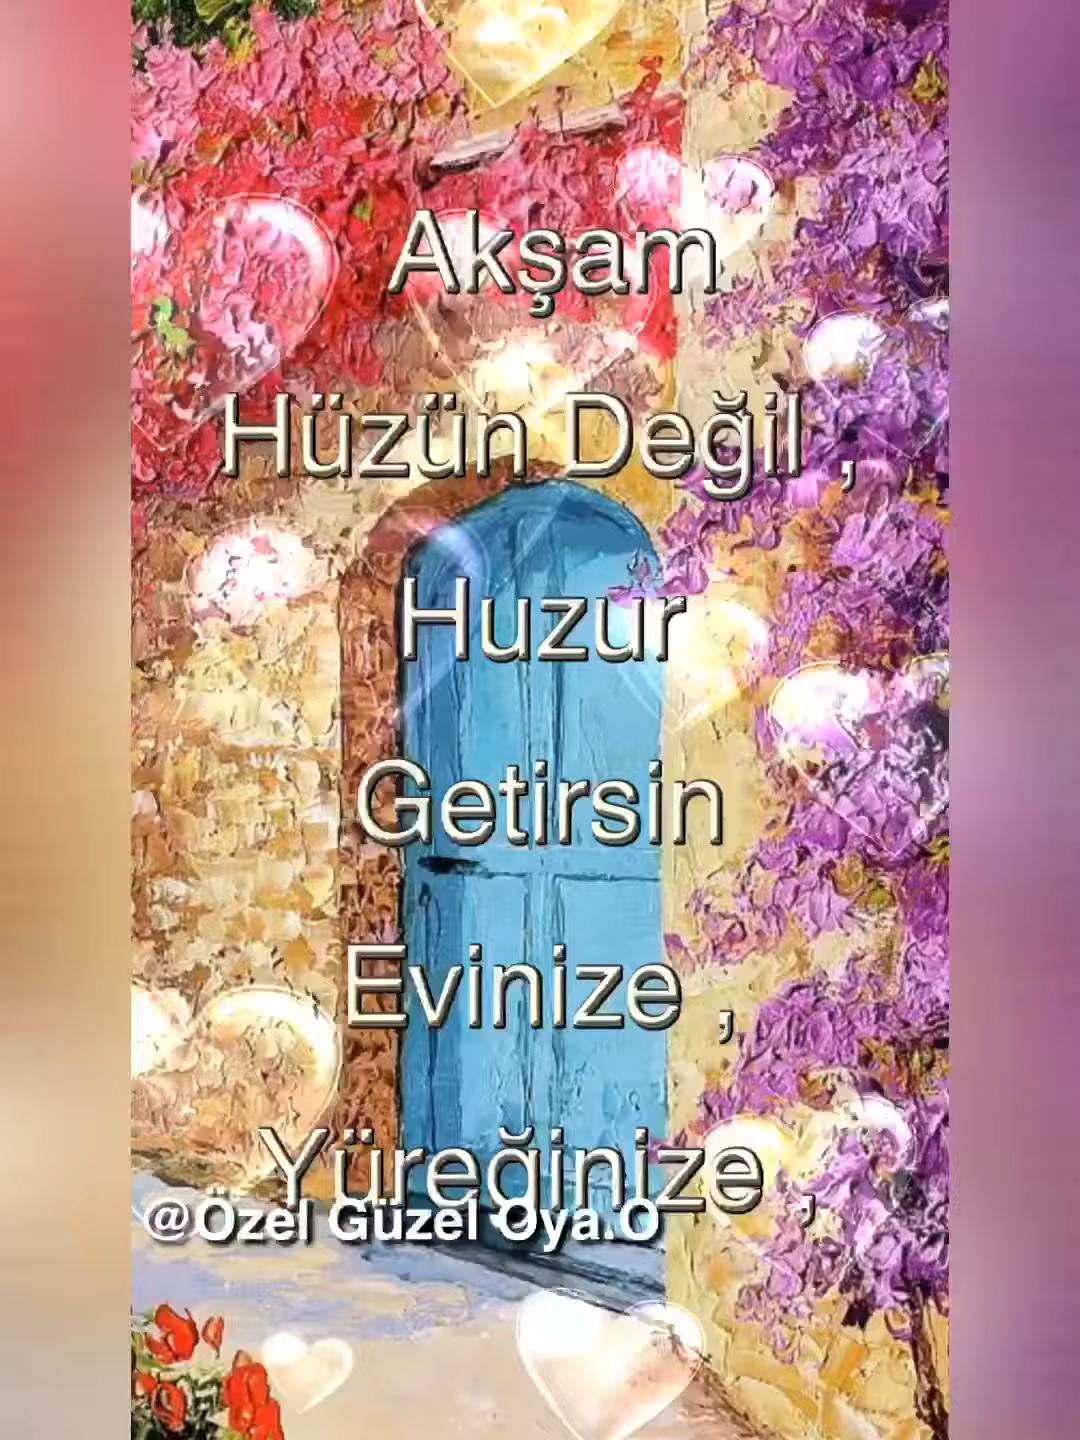 Akşam
Hüzün Değil ,
Huzur
Getirsin
Evinize ,
Yüreğinize ,
@Özel Güzel Oya.O